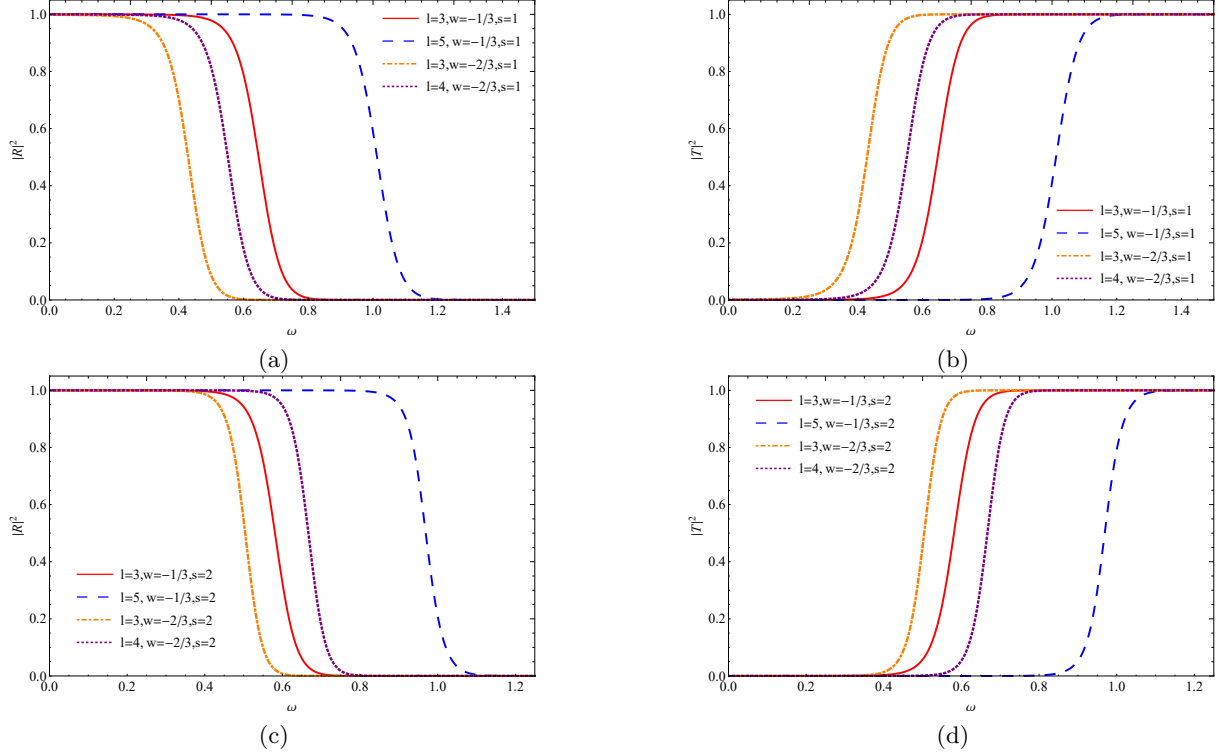 1.0
0.8
0.6
0.4
0.2
0.0
|R|²
0.0 0.2 0.4 0.6 0.8 1.0 1.2 1.4
ω
l=3,w=−1/3,s=1
l=5, w=−1/3,s=1
l=3,w=−2/3,s=1
l=4, w=−2/3,s=1
(a)
1.0
0.8
0.6
0.4
0.2
0.0
|T|²
0.0 0.2 0.4 0.6 0.8 1.0 1.2 1.4
ω
l=3,w=−1/3,s=1
l=5, w=−1/3,s=1
l=3,w=−2/3,s=1
l=4, w=−2/3,s=1
(b)
1.0
0.8
0.6
0.4
0.2
0.0
|R|²
0.0 0.2 0.4 0.6 0.8 1.0 1.2
ω
l=3,w=−1/3,s=2
l=5, w=−1/3,s=2
l=3,w=−2/3,s=2
l=4, w=−2/3,s=2
(c)
1.0
0.8
0.6
0.4
0.2
0.0
|T|²
0.0 0.2 0.4 0.6 0.8 1.0 1.2
ω
l=3,w=−1/3,s=2
l=5, w=−1/3,s=2
l=3,w=−2/3,s=2
l=4, w=−2/3,s=2
(d)